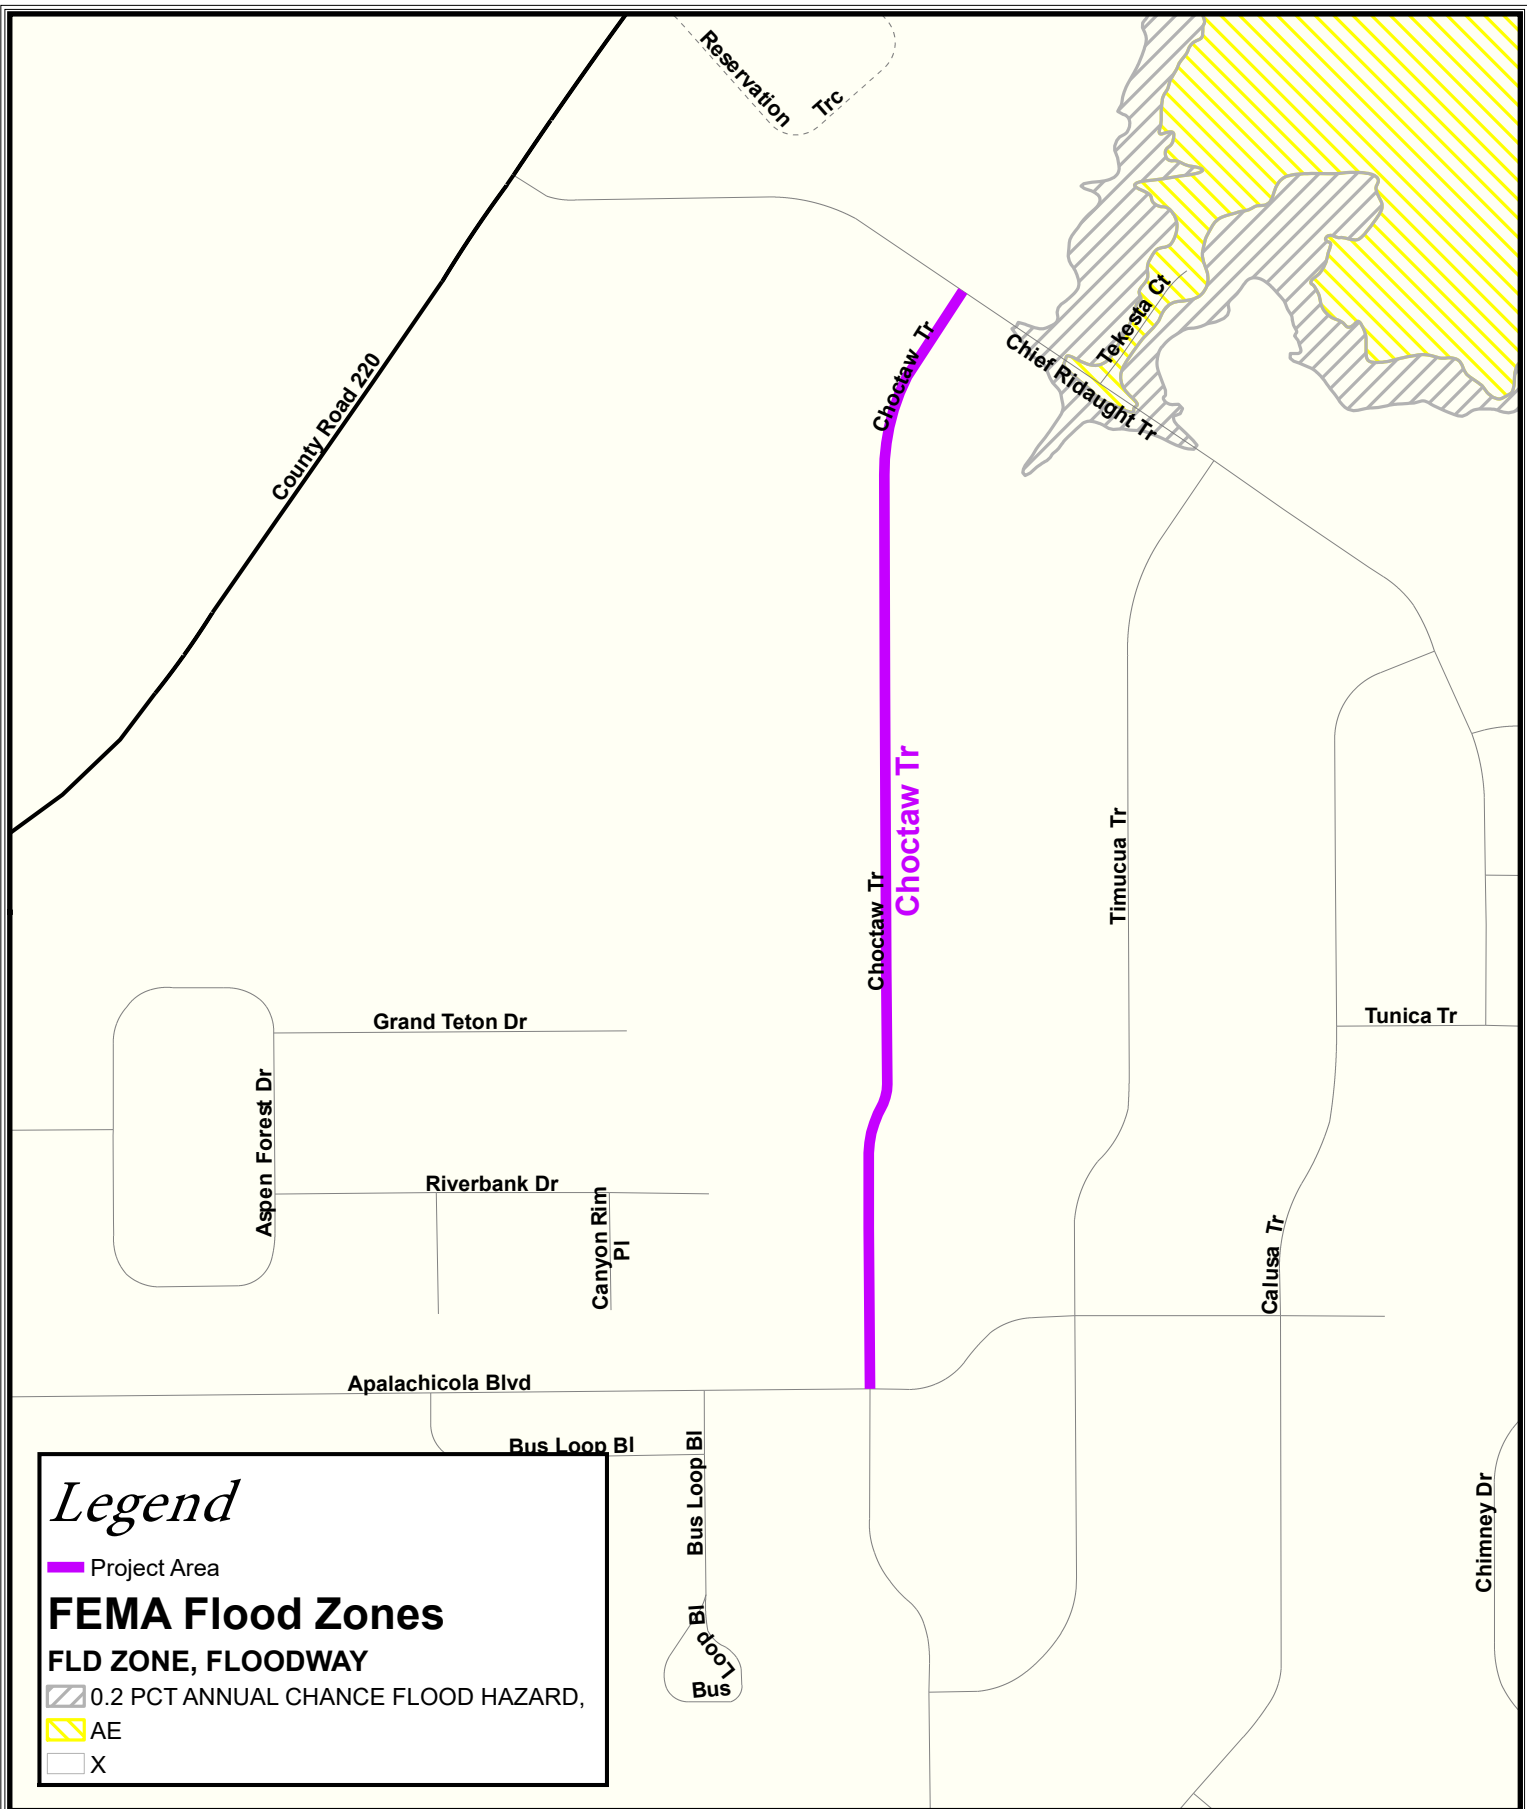 Reservation
Trc
County Road 220
Choctaw Tr
Tekesta Ct
Chief Ridaught Tr
Choctaw Tr
Choctaw Tr
Timucua Tr
Grand Teton Dr
Tunica Tr
Aspen Forest Dr
Riverbank Dr
Canyon Rim
Pl
Calusa Tr
Apalachicola Blvd
Bus Loop Bl
Bus Loop Bl
Chimney Dr
Bus Loop Bl
Legend
Project Area
FEMA Flood Zones
FLD ZONE, FLOODWAY
0.2 PCT ANNUAL CHANCE FLOOD HAZARD,
AE
X